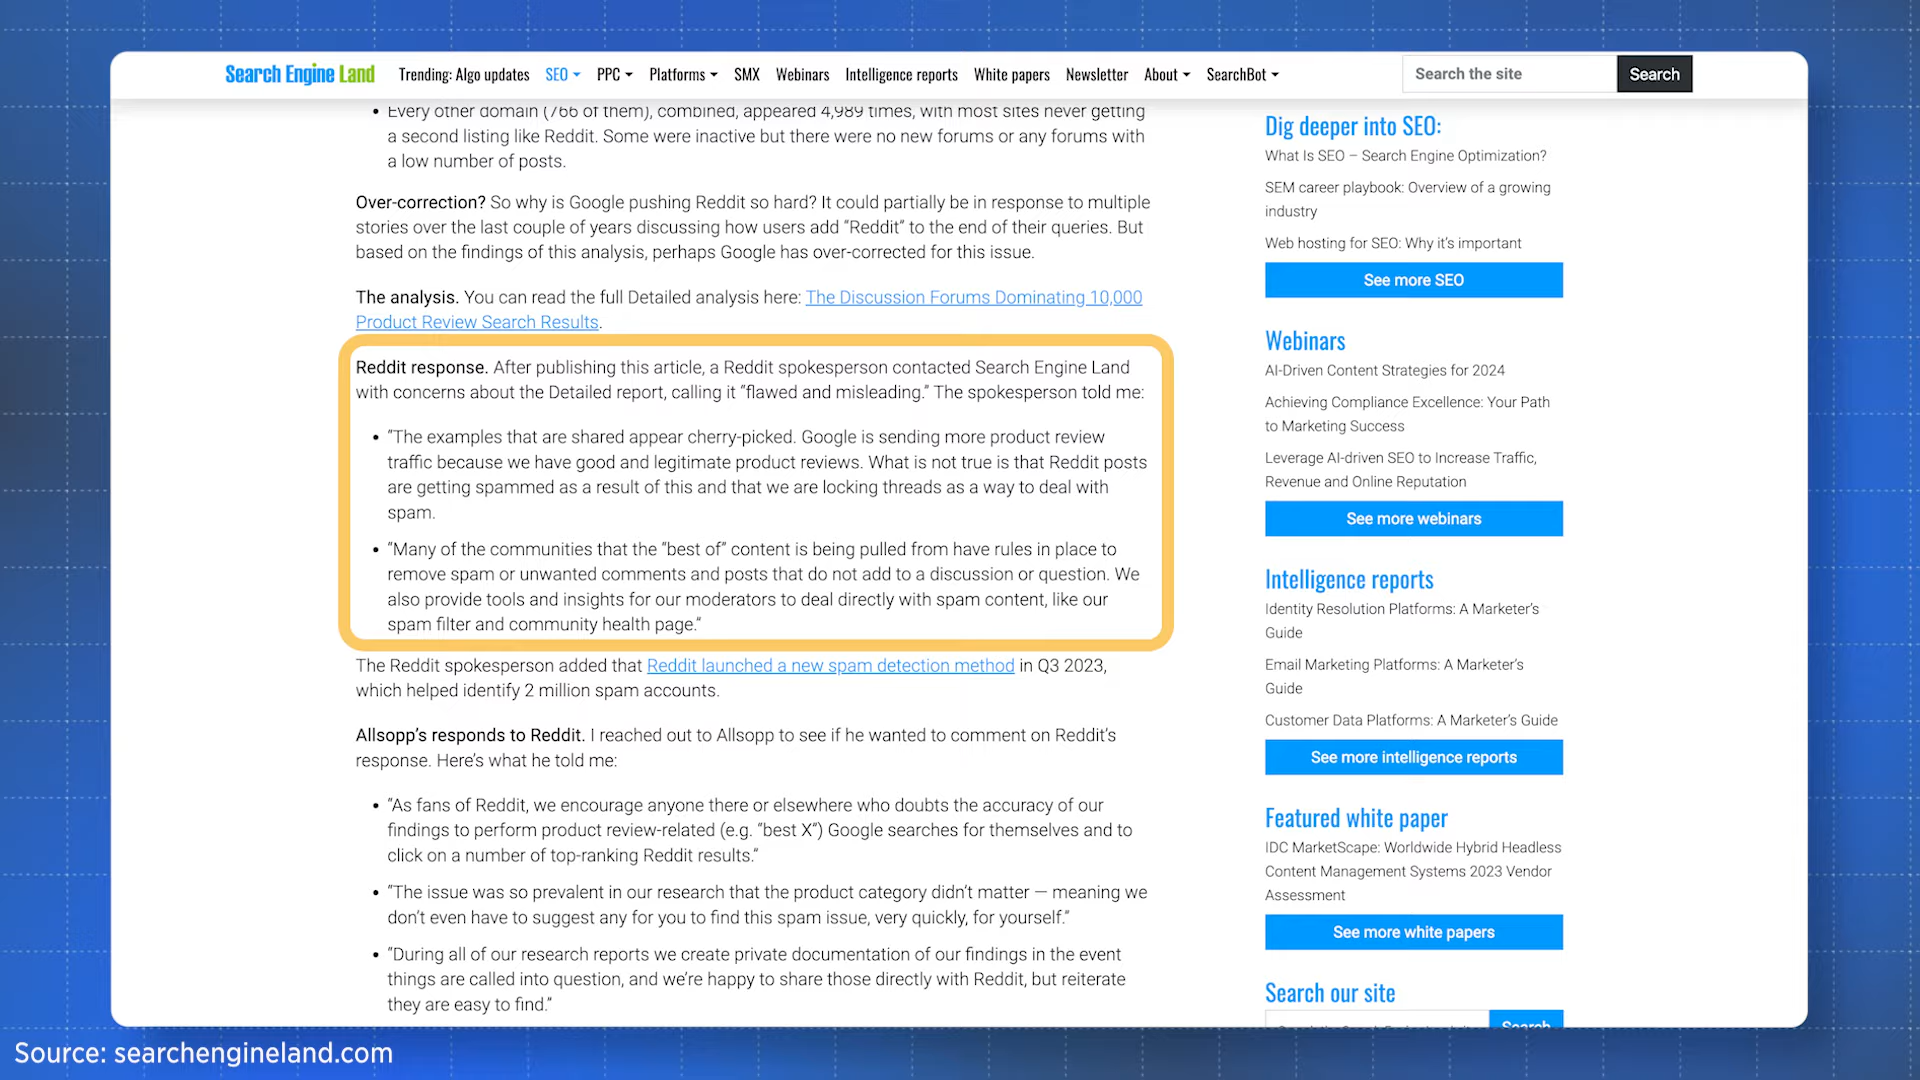 Search Engine Land
Trending: Algo updates SEO PPC Platforms SMX Webinars Intelligence reports White papers Newsletter About SearchBot
Search the site Search
• Every other domain (766 of them), combined, appeared 4,989 times, with most sites never getting
a second listing like Reddit. Some were inactive but there were no new forums or any forums with
a low number of posts.
Over-correction? So why is Google pushing Reddit so hard? It could partially be in response to multiple
stories over the last couple of years discussing how users add “Reddit” to the end of their queries. But
based on the findings of this analysis, perhaps Google has over-corrected for this issue.
The analysis. You can read the full Detailed analysis here: The Discussion Forums Dominating 10,000
Product Review Search Results.
Reddit response. After publishing this article, a Reddit spokesperson contacted Search Engine Land
with concerns about the Detailed report, calling it “flawed and misleading.” The spokesperson told me:
• “The examples that are shared appear cherry-picked. Google is sending more product review
traffic because we have good and legitimate product reviews. What is not true is that Reddit posts
are getting spammed as a result of this and that we are locking threads as a way to deal with
spam.
• “Many of the communities that the “best of” content is being pulled from have rules in place to
remove spam or unwanted comments and posts that do not add to a discussion or question. We
also provide tools and insights for our moderators to deal directly with spam content, like our
spam filter and community health page.”
The Reddit spokesperson added that Reddit launched a new spam detection method in Q3 2023,
which helped identify 2 million spam accounts.
Allsopp’s responds to Reddit. I reached out to Allsopp to see if he wanted to comment on Reddit’s
response. Here’s what he told me:
• “As fans of Reddit, we encourage anyone there or elsewhere who doubts the accuracy of our
findings to perform product review-related (e.g. “best X”) Google searches for themselves and to
click on a number of top-ranking Reddit results.”
• “The issue was so prevalent in our research that the product category didn’t matter — meaning we
don’t even have to suggest any for you to find this spam issue, very quickly, for yourself.”
• “During all of our research reports we create private documentation of our findings in the event
things are called into question, and we’re happy to share those directly with Reddit, but reiterate
they are easy to find.”
Dig deeper into SEO:
What Is SEO – Search Engine Optimization?
SEM career playbook: Overview of a growing
industry
Web hosting for SEO: Why it’s important
See more SEO
Webinars
AI-Driven Content Strategies for 2024
Achieving Compliance Excellence: Your Path
to Marketing Success
Leverage AI-driven SEO to Increase Traffic,
Revenue and Online Reputation
See more webinars
Intelligence reports
Identity Resolution Platforms: A Marketer’s
Guide
Email Marketing Platforms: A Marketer’s
Guide
Customer Data Platforms: A Marketer’s Guide
See more intelligence reports
Featured white paper
IDC MarketScape: Worldwide Hybrid Headless
Content Management Systems 2023 Vendor
Assessment
See more white papers
Search our site
Search
Source: searchengineland.com